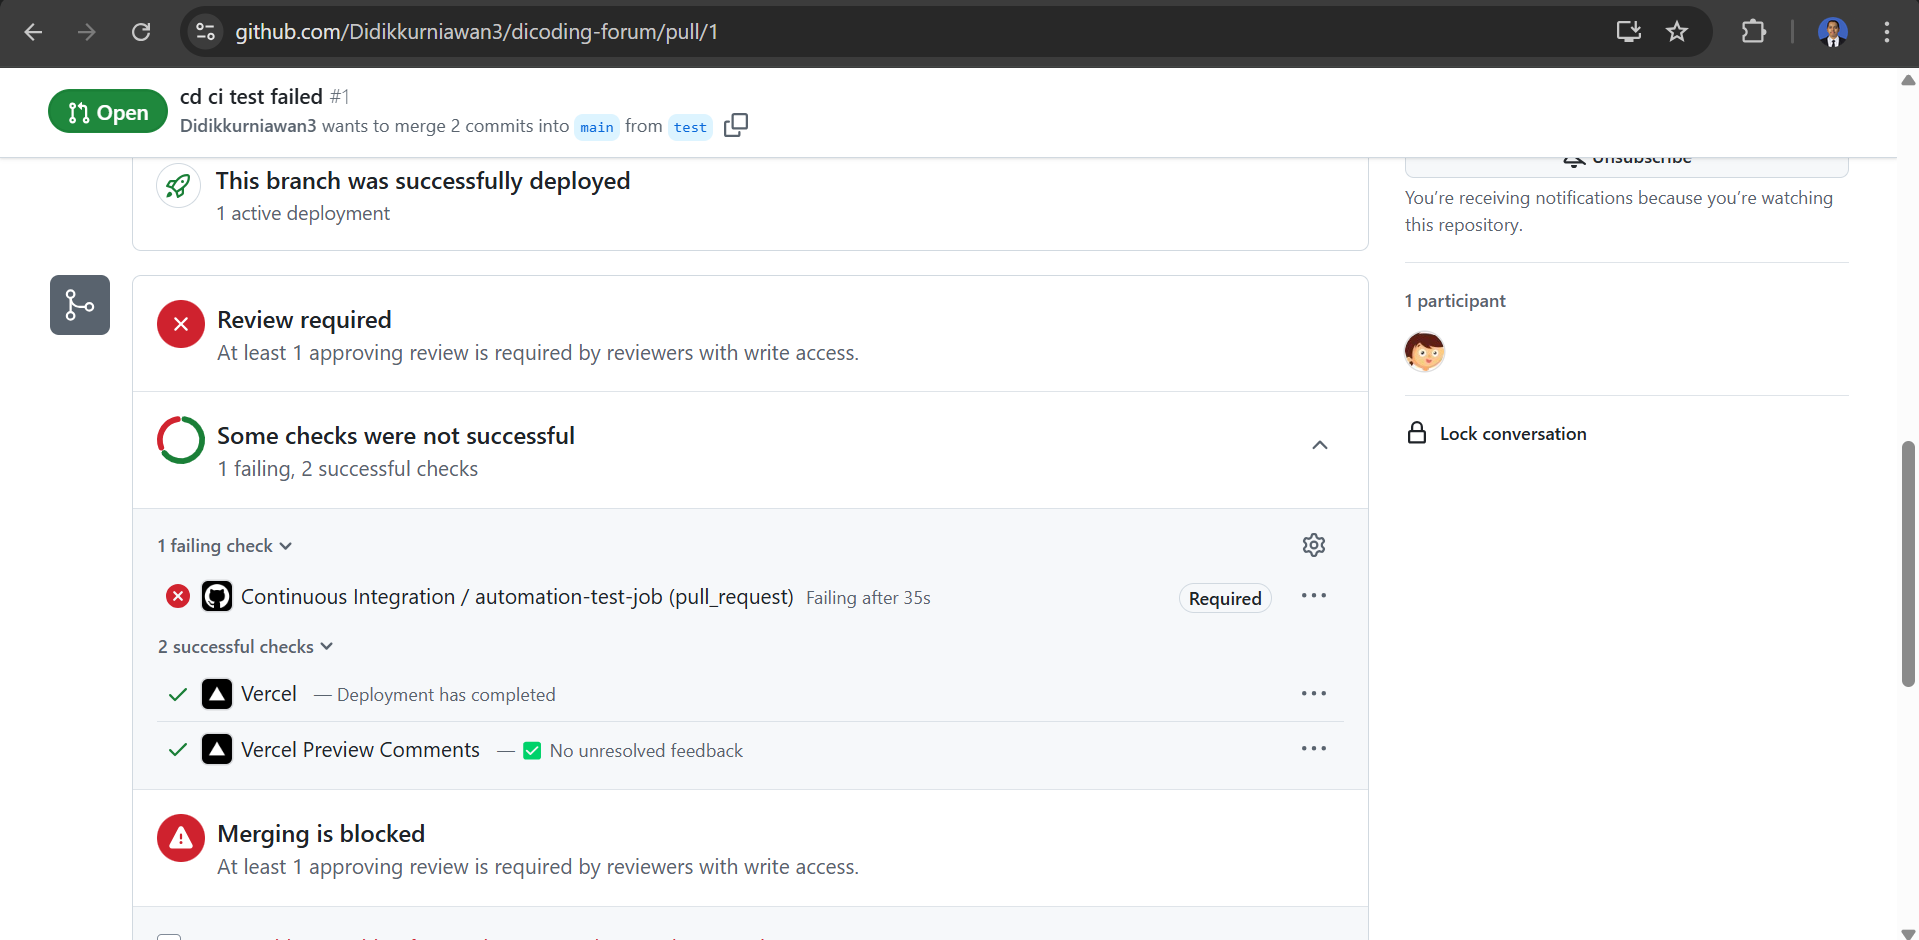 github.com/Didikkurniawan3/dicoding-forum/pull/1
Open
cd ci test failed #1
Didikkurniawan3 wants to merge 2 commits into main from test
This branch was successfully deployed
1 active deployment
Unsubscribe
You’re receiving notifications because you’re watching
this repository.
1 participant
Lock conversation
Review required
At least 1 approving review is required by reviewers with write access.
Some checks were not successful
1 failing, 2 successful checks
1 failing check
Continuous Integration / automation-test-job (pull_request) Failing after 35s
Required
2 successful checks
Vercel — Deployment has completed
Vercel Preview Comments — ✅ No unresolved feedback
Merging is blocked
At least 1 approving review is required by reviewers with write access.